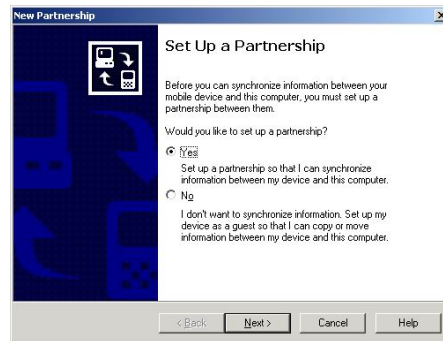 New Partnership
Set Up a Partnership
Before you can synchronize information between your
mobile device and this computer, you must set up a
partnership between them.
Would you like to set up a partnership?
Yes
Set up a partnership so that I can synchronize
information between my device and this computer.
No
I don't want to synchronize information. Set up my
device as a guest so that I can copy or move
information between my device and this computer.
< Back Next > Cancel Help